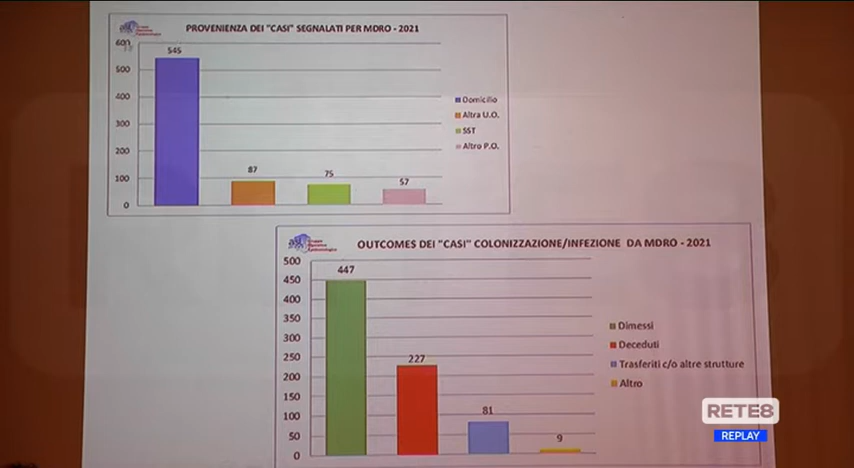 PROVENIENZA DEI "CASI" SEGNALATI PER MDRO - 2021
600
500
400
300
200
100
0
545
87
75
57
Domicilio
Altra U.O.
SST
Altro P.O.
OUTCOMES DEI "CASI" COLONIZZAZIONE/INFEZIONE DA MDRO - 2021
500
450
400
350
300
250
200
150
100
50
0
447
227
81
9
Dimessi
Deceduti
Trasferiti c/o altre strutture
Altro
RETE8
REPLAY